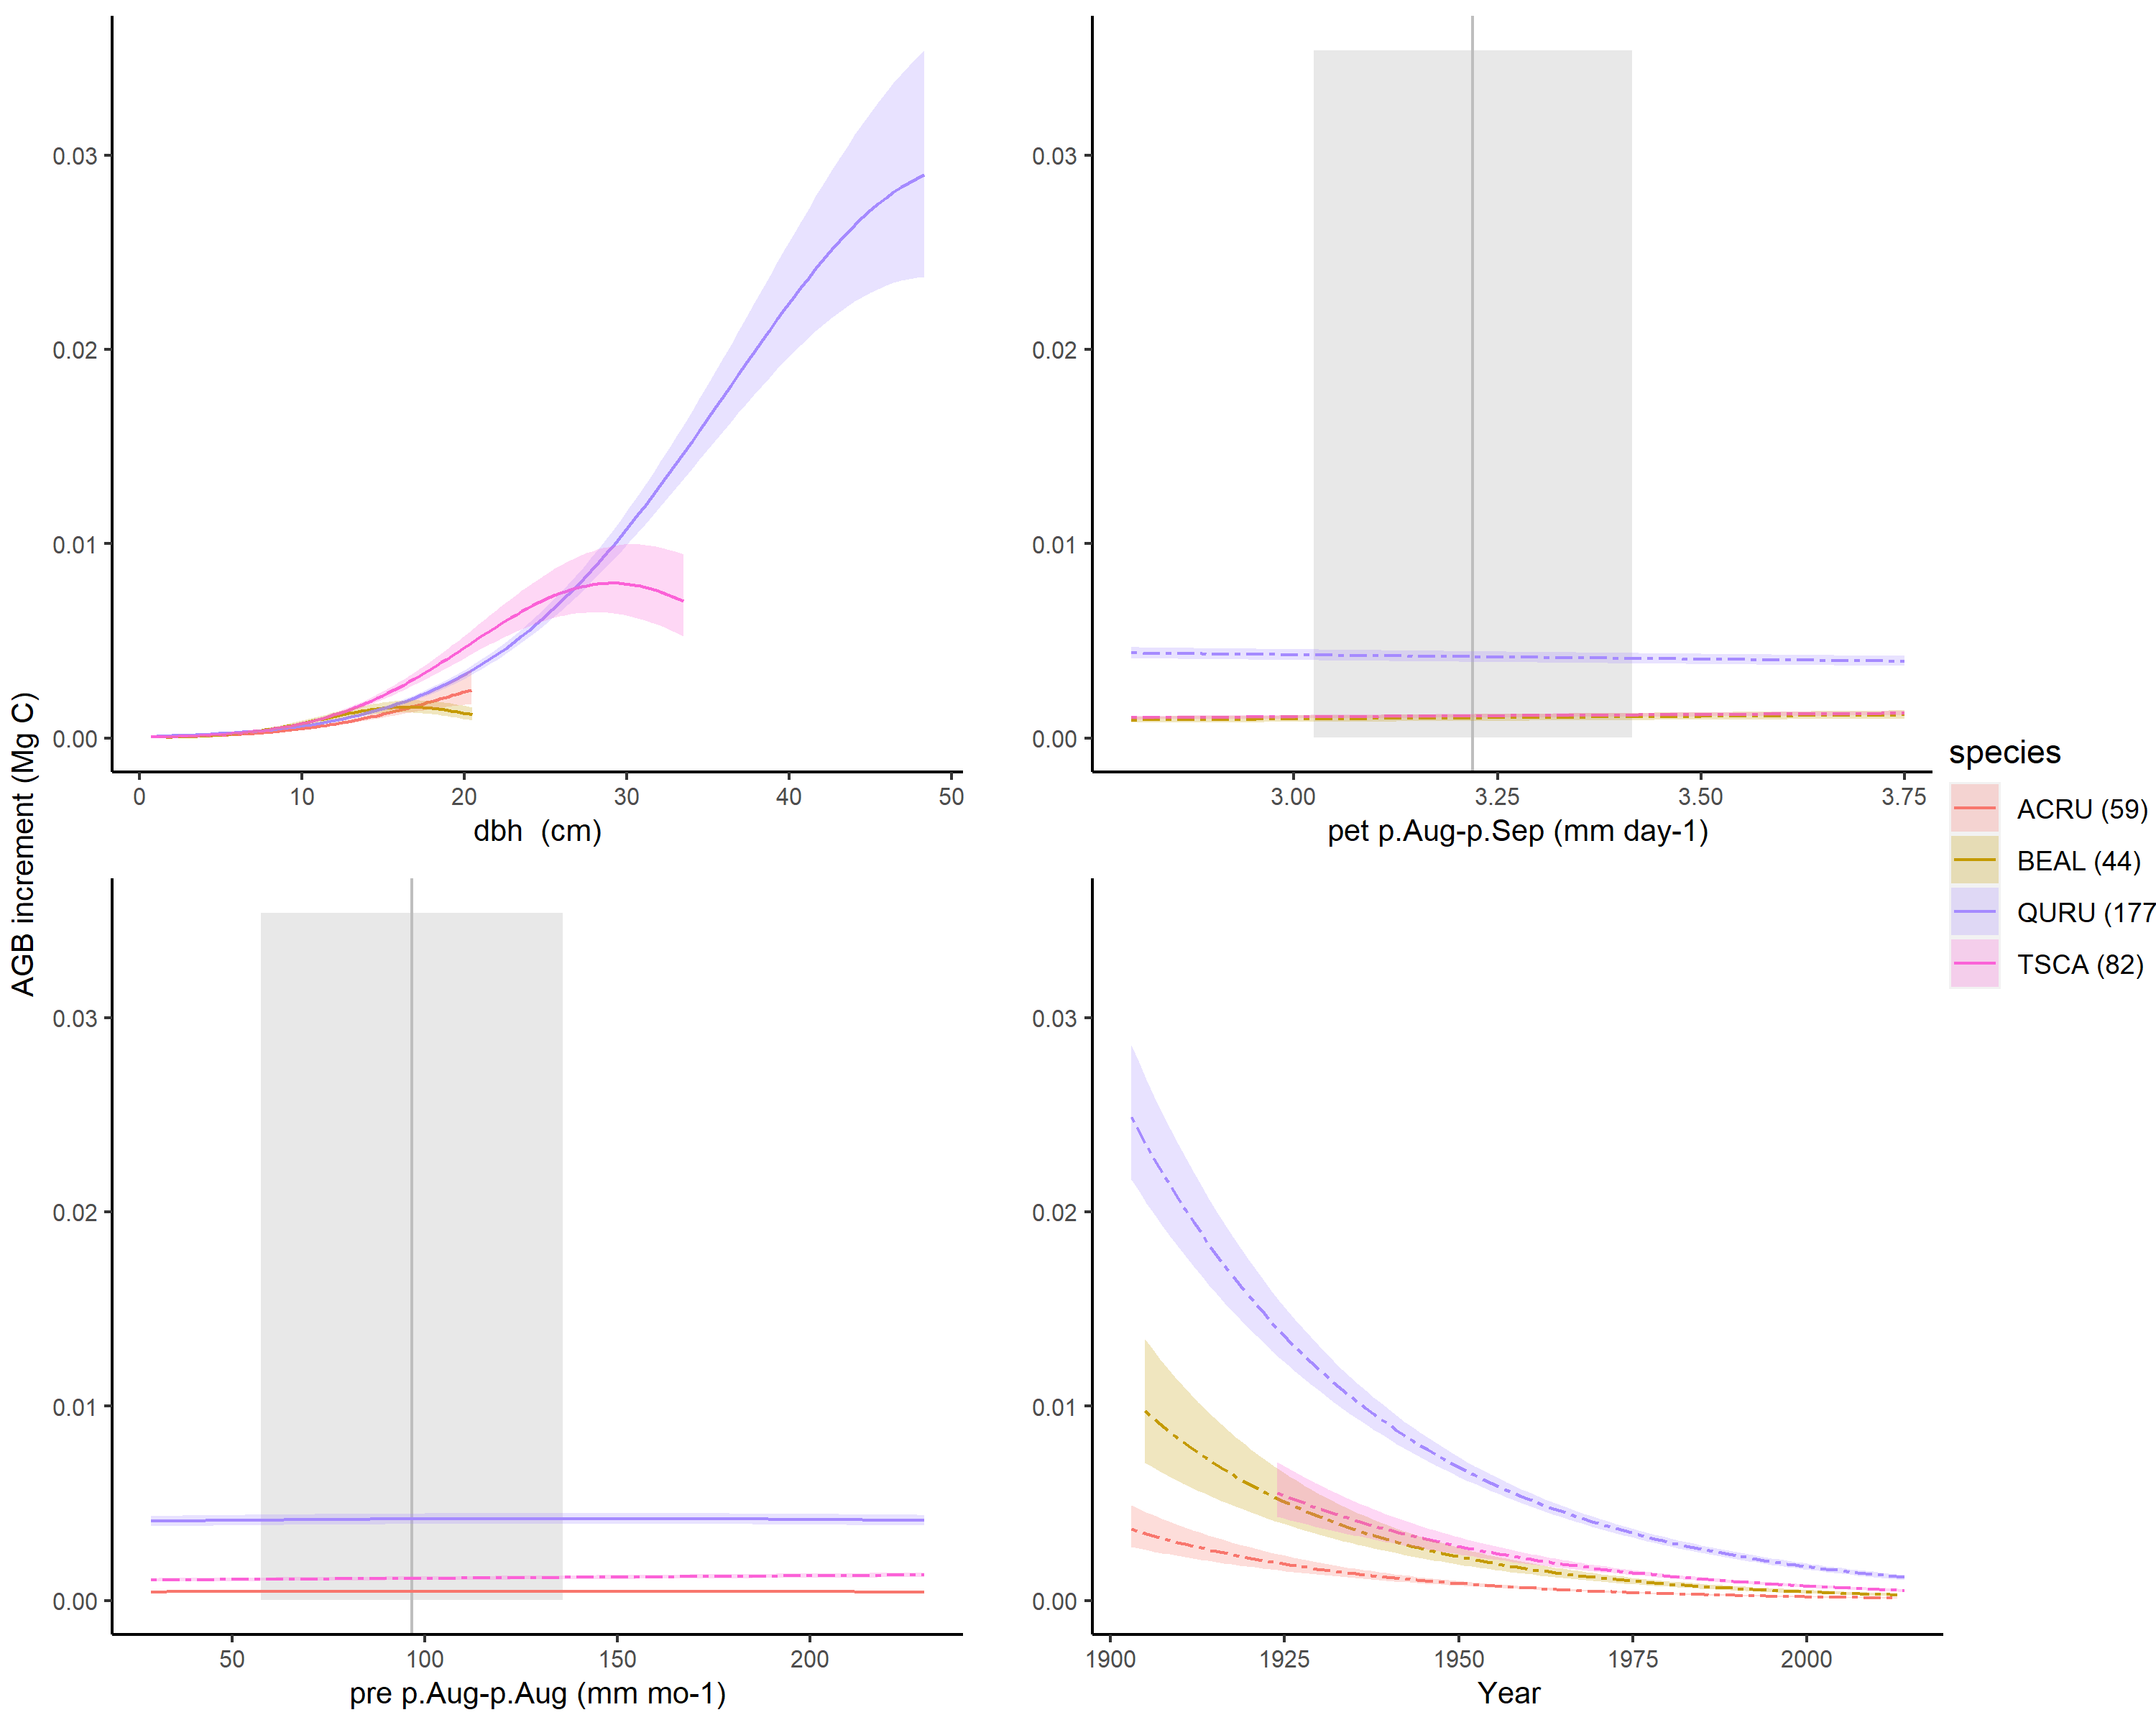 AGB increment (Mg C)
0.03
0.02
0.01
0.00
0 10 20 30 40 50
dbh (cm)
0.03
0.02
0.01
0.00
3.00 3.25 3.50 3.75
pet p.Aug-p.Sep (mm day-1)
0.03
0.02
0.01
0.00
50 100 150 200
pre p.Aug-p.Aug (mm mo-1)
0.03
0.02
0.01
0.00
1900 1925 1950 1975 2000
Year
species
ACRU (59)
BEAL (44)
QURU (177
TSCA (82)